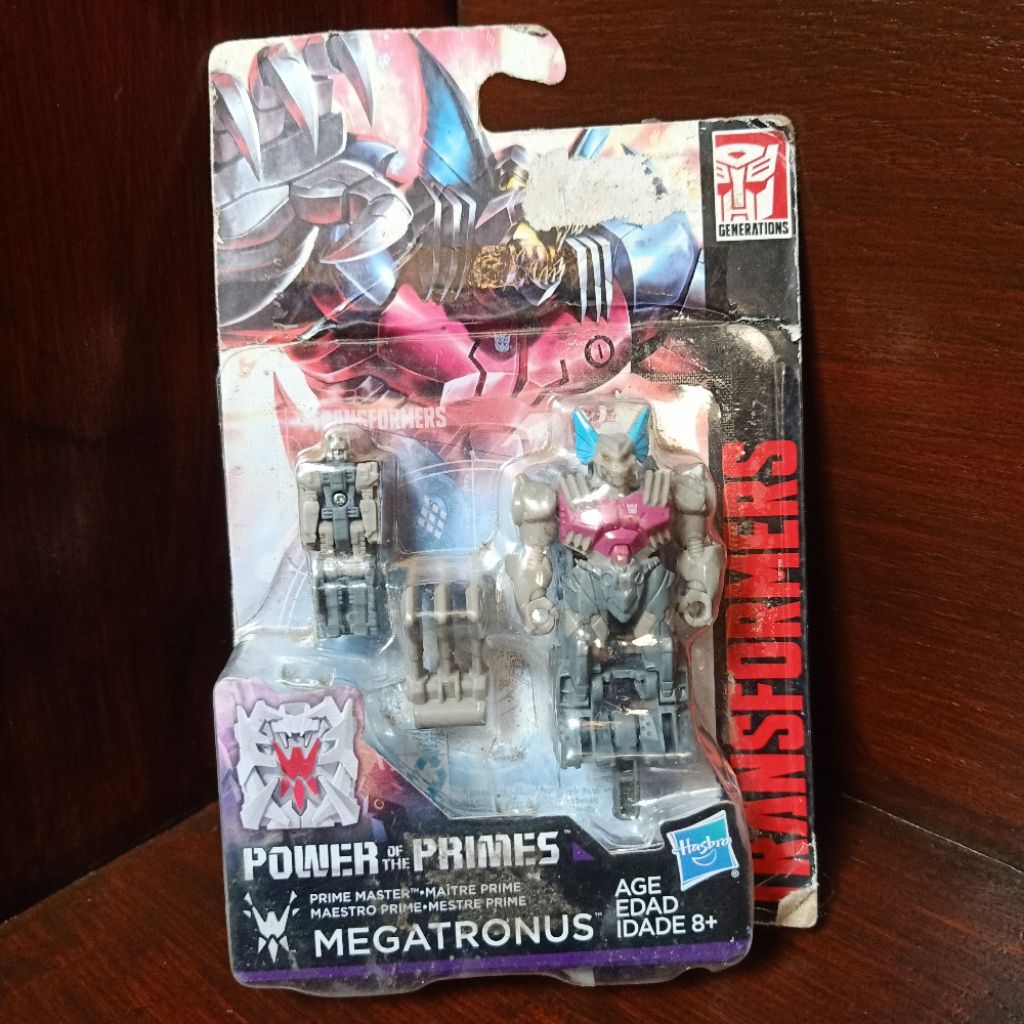 GENERATIONS
TRANSFORMERS
TRANSFORMERS
POWER OF THE PRIMES™
PRIME MASTER™•MAÎTRE PRIME
MAESTRO PRIME•MESTRE PRIME
MEGATRONUS™
Hasbro®
AGE
EDAD
IDADE 8+